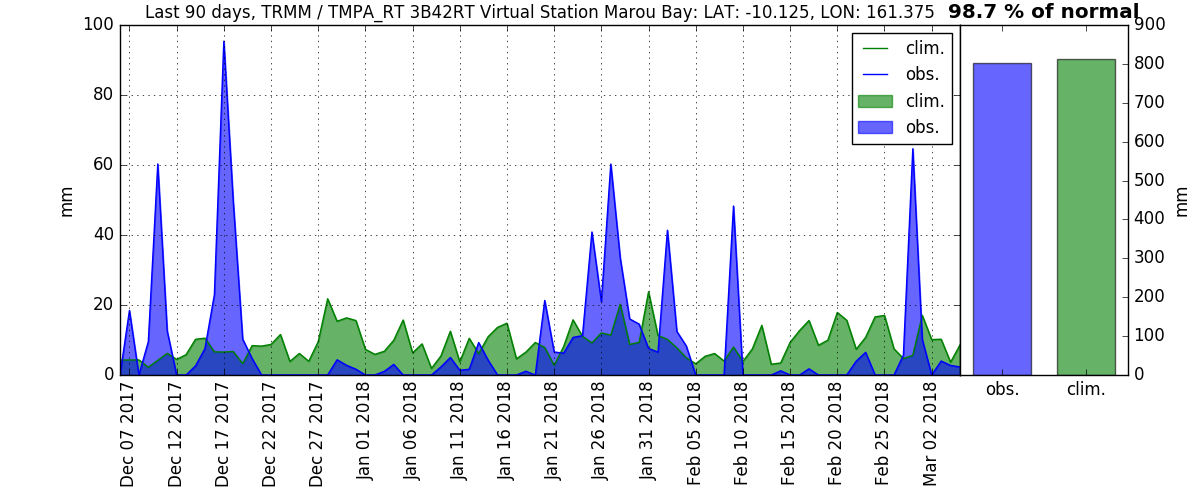 Last 90 days, TRMM / TMPA_RT 3B42RT Virtual Station Marou Bay: LAT: -10.125, LON: 161.375 98.7 % of normal
100
80
60
40
20
0
mm
clim.
obs.
clim.
obs.
Dec 07 2017
Dec 12 2017
Dec 17 2017
Dec 22 2017
Dec 27 2017
Jan 01 2018
Jan 06 2018
Jan 11 2018
Jan 16 2018
Jan 21 2018
Jan 26 2018
Jan 31 2018
Feb 05 2018
Feb 10 2018
Feb 15 2018
Feb 20 2018
Feb 25 2018
Mar 02 2018
900
800
700
600
500
400
300
200
100
0
mm
obs. clim.